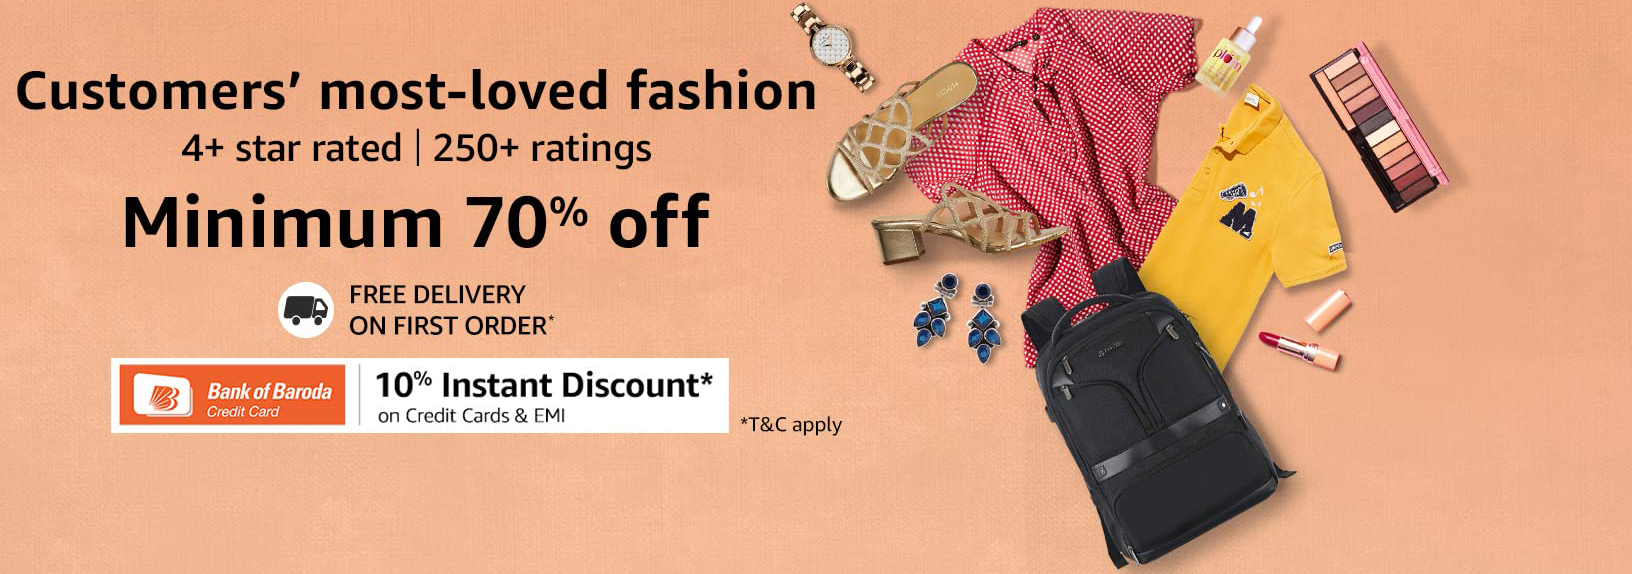 Customers’ most-loved fashion
4+ star rated | 250+ ratings
Minimum 70% off
FREE DELIVERY
ON FIRST ORDER*
Bank of Baroda
Credit Card
10% Instant Discount*
on Credit Cards & EMI
*T&C apply
plum
M